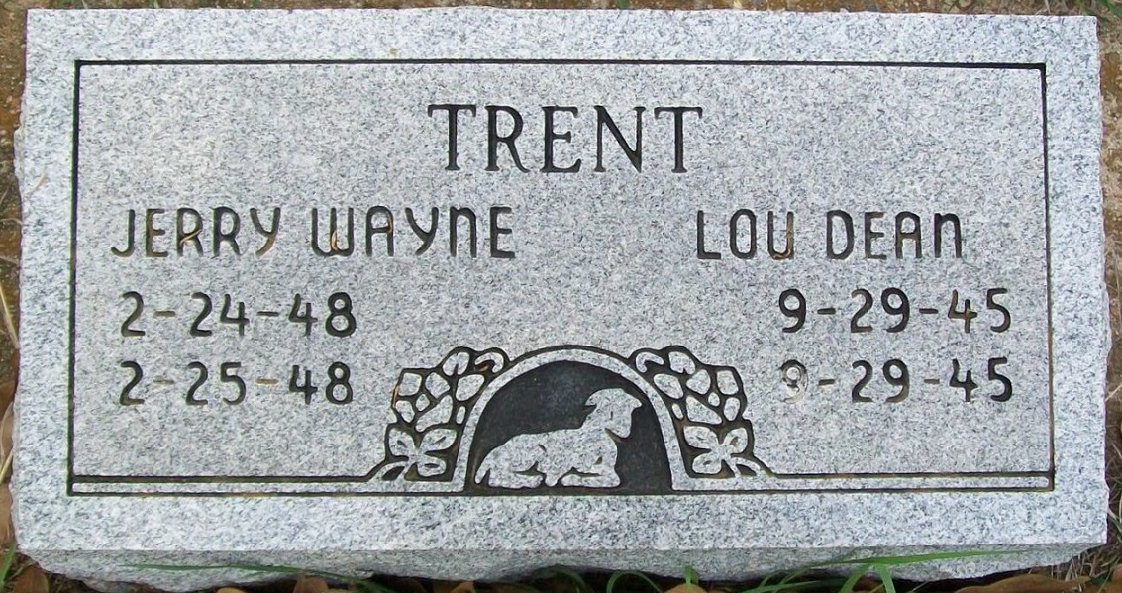 TRENT
JERRY WAYNE
2-24-48
2-25-48
LOU DEAN
9-29-45
9-29-45